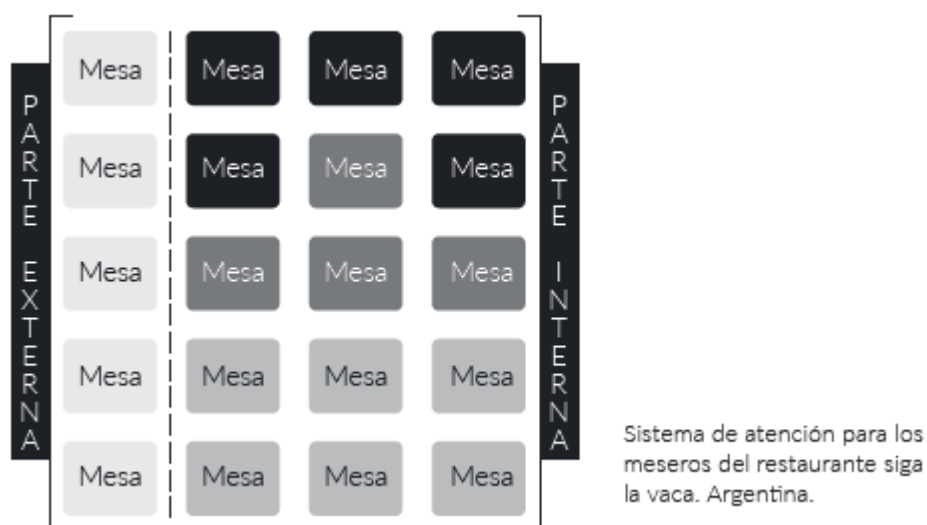 Mesa Mesa Mesa Mesa
Mesa Mesa Mesa Mesa
Mesa Mesa Mesa Mesa
Mesa Mesa Mesa Mesa
Mesa Mesa Mesa Mesa
PARTE EXTERNA
PARTE INTERNA
Sistema de atención para los
meseros del restaurante siga
la vaca. Argentina.